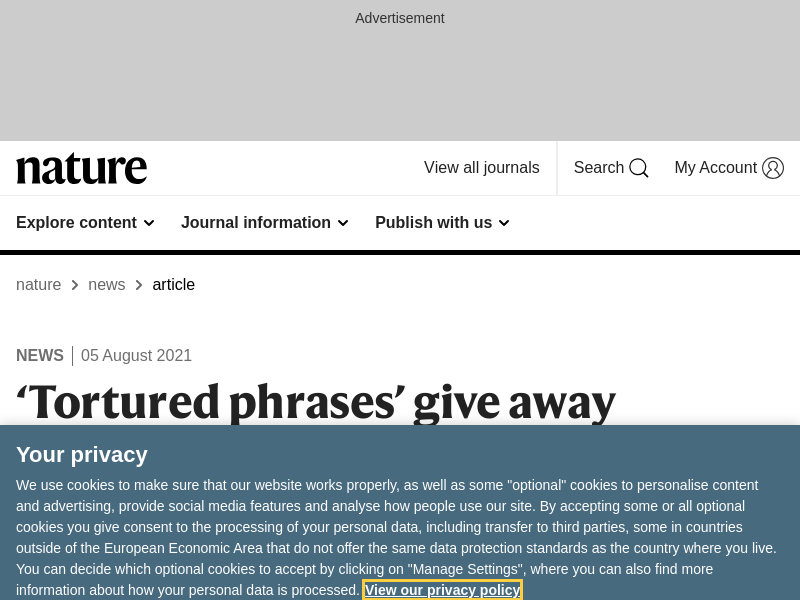 Advertisement
nature
View all journals
Search
My Account
Explore content
Journal information
Publish with us
nature
news
article
NEWS
05 August 2021
‘Tortured phrases’ give away
Your privacy
We use cookies to make sure that our website works properly, as well as some "optional" cookies to personalise content
and advertising, provide social media features and analyse how people use our site. By accepting some or all optional
cookies you give consent to the processing of your personal data, including transfer to third parties, some in countries
outside of the European Economic Area that do not offer the same data protection standards as the country where you live.
You can decide which optional cookies to accept by clicking on "Manage Settings", where you can also find more
information about how your personal data is processed. View our privacy policy